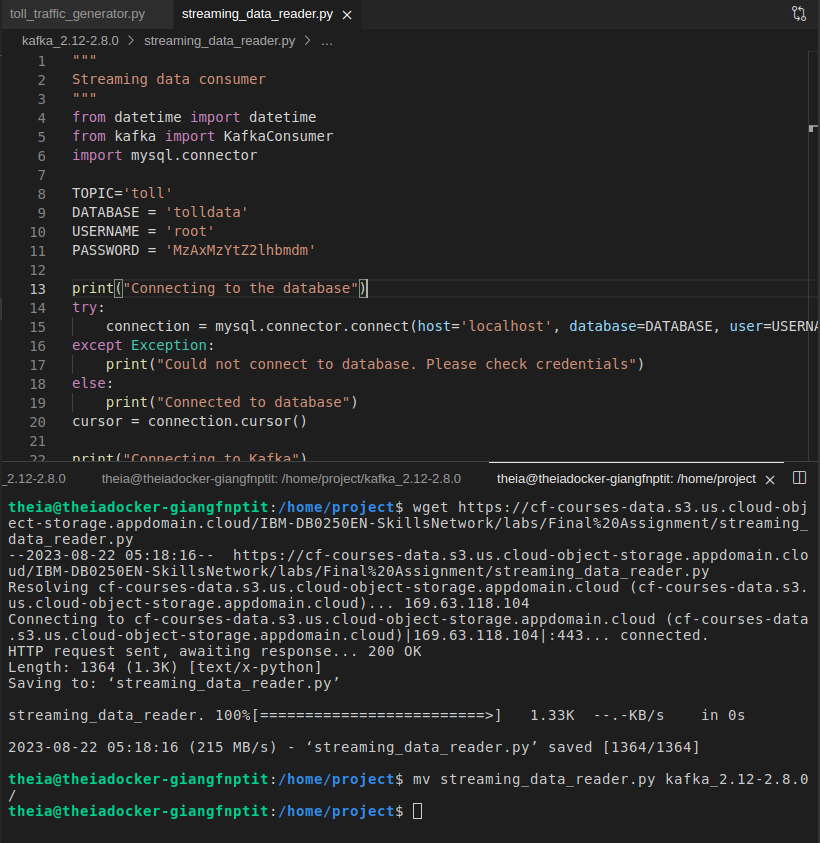 toll_traffic_generator.py streaming_data_reader.py ×
kafka_2.12-2.8.0 > streaming_data_reader.py > ...
1 """
2 Streaming data consumer
3 """
4 from datetime import datetime
5 from kafka import KafkaConsumer
6 import mysql.connector
7
8 TOPIC='toll'
9 DATABASE = 'tolldata'
10 USERNAME = 'root'
11 PASSWORD = 'MzAxMzYtZ2lhbmdm'
12
13 print("Connecting to the database")
14 try:
15 connection = mysql.connector.connect(host='localhost', database=DATABASE, user=USERNA
16 except Exception:
17 print("Could not connect to database. Please check credentials")
18 else:
19 print("Connected to database")
20 cursor = connection.cursor()
21
22 print("Connecting to Kafka")
_2.12-2.8.0 theia@theiadocker-giangfnptit: /home/project/kafka_2.12-2.8.0 theia@theiadocker-giangfnptit: /home/project ×
theia@theiadocker-giangfnptit:/home/project$ wget https://cf-courses-data.s3.us.cloud-obj
ect-storage.appdomain.cloud/IBM-DB0250EN-SkillsNetwork/labs/Final%20Assignment/streaming_
data_reader.py
--2023-08-22 05:18:16-- https://cf-courses-data.s3.us.cloud-object-storage.appdomain.clo
ud/IBM-DB0250EN-SkillsNetwork/labs/Final%20Assignment/streaming_data_reader.py
Resolving cf-courses-data.s3.us.cloud-object-storage.appdomain.cloud (cf-courses-data.s3.
us.cloud-object-storage.appdomain.cloud)... 169.63.118.104
Connecting to cf-courses-data.s3.us.cloud-object-storage.appdomain.cloud (cf-courses-data
.s3.us.cloud-object-storage.appdomain.cloud)|169.63.118.104|:443... connected.
HTTP request sent, awaiting response... 200 OK
Length: 1364 (1.3K) [text/x-python]
Saving to: ‘streaming_data_reader.py’

streaming_data_reader. 100%[=========================>] 1.33K --.-KB/s in 0s

2023-08-22 05:18:16 (215 MB/s) - ‘streaming_data_reader.py’ saved [1364/1364]

theia@theiadocker-giangfnptit:/home/project$ mv streaming_data_reader.py kafka_2.12-2.8.0
/
theia@theiadocker-giangfnptit:/home/project$